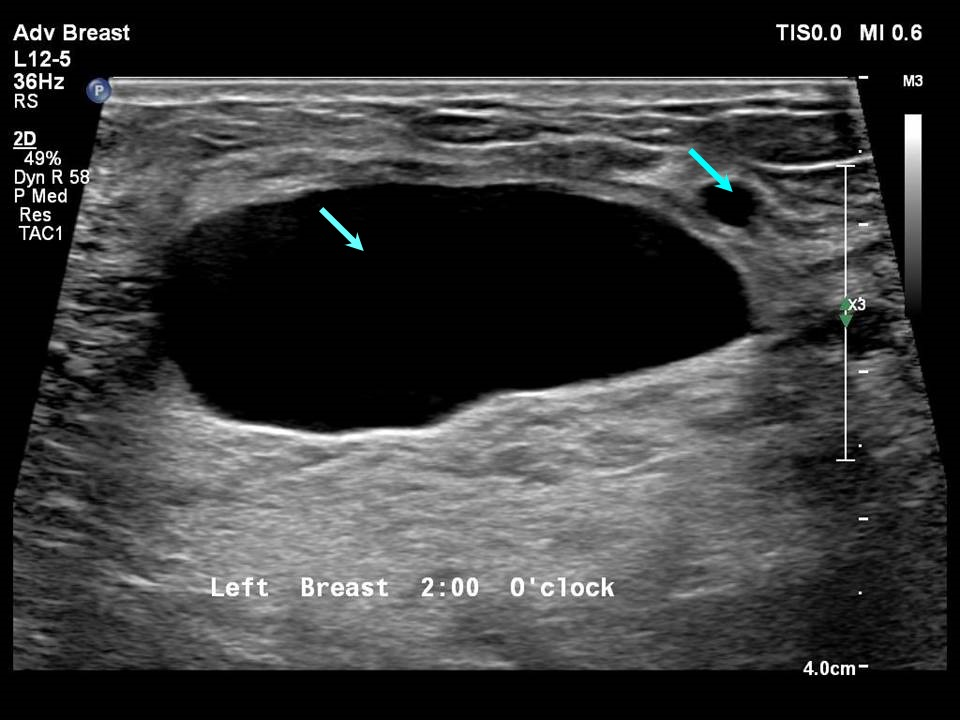 Adv Breast
TIS0.0 MI 0.6
L12-5
36Hz
RS
P
M3
2D
49%
Dyn R 58
P Med
Res
TAC1
X3
Left Breast 2:00 O'clock
4.0cm